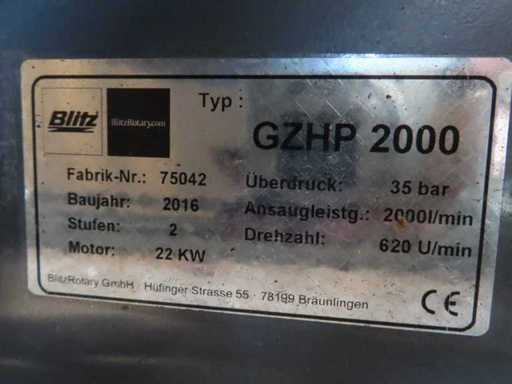 Blitz
BlitzRotary.com
Typ :
GZHP 2000
Fabrik-Nr.: 75042
Baujahr: 2016
Stufen: 2
Motor: 22 KW
Überdruck: 35 bar
Ansaugleistg.: 2000l/min
Drehzahl: 620 U/min
BlitzRotary GmbH · Hüfinger Strasse 55 · 78199 Bräunlingen
CE